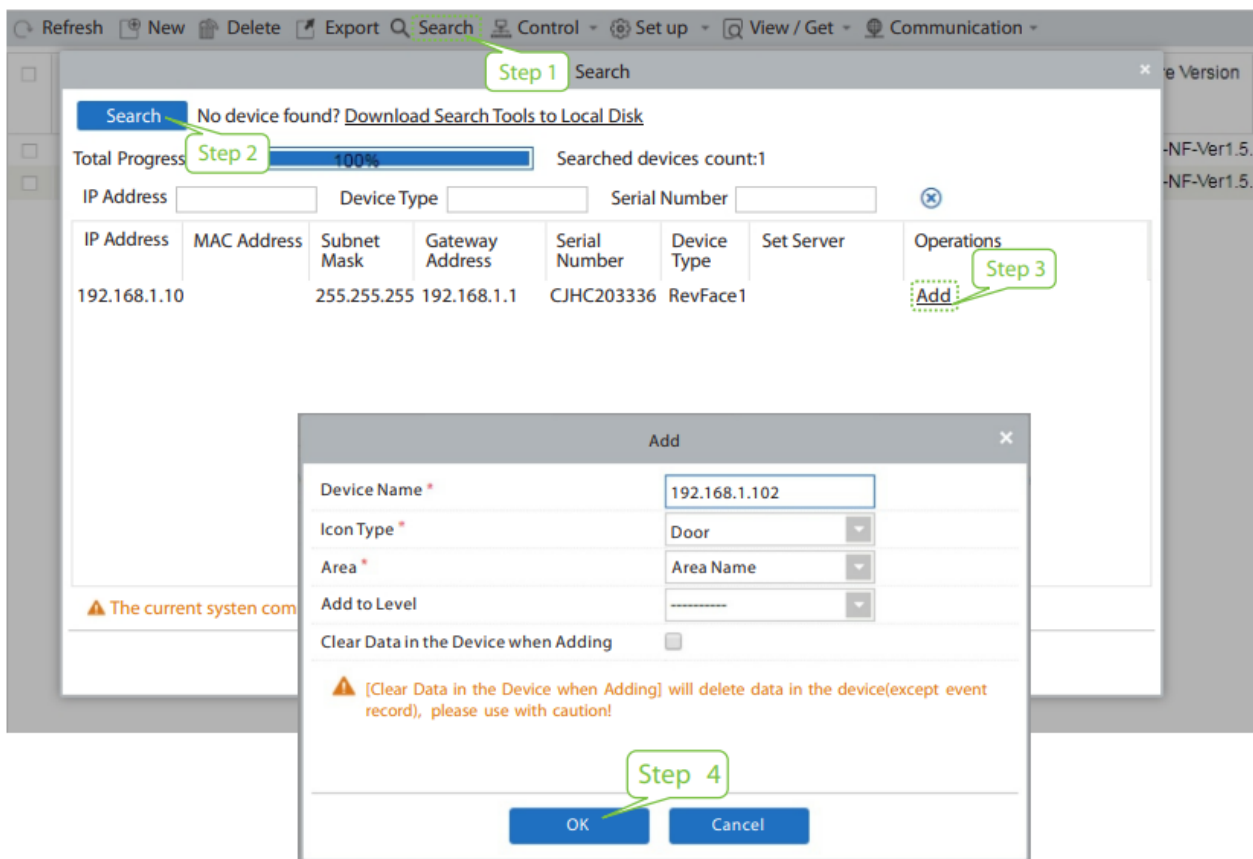 Refresh New Delete Export Search Control Set up View / Get Communication
Step 1 Search
e Version
Search No device found? Download Search Tools to Local Disk
Step 2
-NF-Ver1.5.
Total Progress 100% Searched devices count:1
-NF-Ver1.5.
IP Address Device Type Serial Number
IP Address MAC Address Subnet Mask Gateway Address Serial Number Device Type Set Server Operations
Step 3
192.168.1.10 255.255.255 192.168.1.1 CJHC203336 RevFace1 Add
Add
Device Name * 192.168.1.102
Icon Type * Door
Area * Area Name
Add to Level ----------
The current systen com
Clear Data in the Device when Adding
[Clear Data in the Device when Adding] will delete data in the device(except event
record), please use with caution!
Step 4
OK Cancel